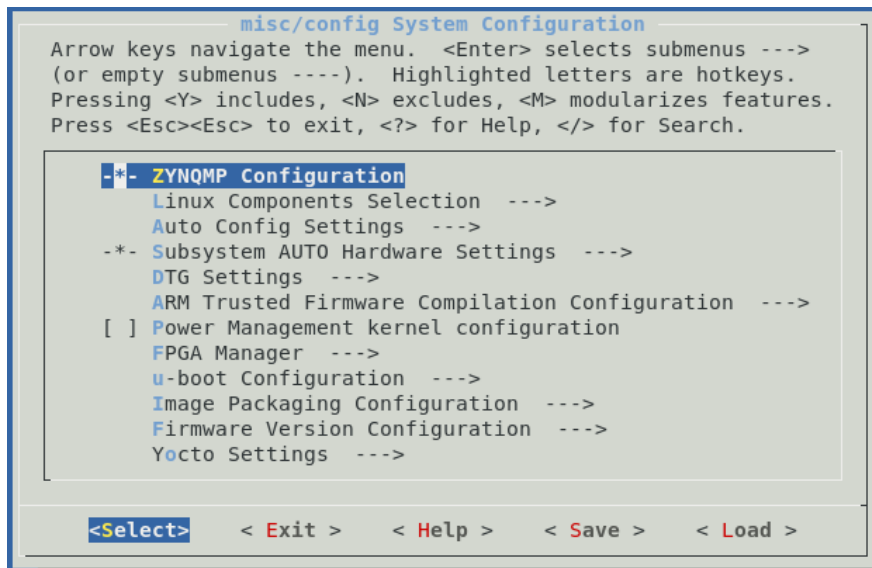 misc/config System Configuration
Arrow keys navigate the menu.  <Enter> selects submenus --->
(or empty submenus ----).  Highlighted letters are hotkeys.
Pressing <Y> includes, <N> excludes, <M> modularizes features.
Press <Esc><Esc> to exit, <?> for Help, </> for Search.
-*- ZYNQMP Configuration
Linux Components Selection  --->
Auto Config Settings  --->
-*- Subsystem AUTO Hardware Settings  --->
DTG Settings  --->
ARM Trusted Firmware Compilation Configuration  --->
[ ] Power Management kernel configuration
FPGA Manager  --->
u-boot Configuration  --->
Image Packaging Configuration  --->
Firmware Version Configuration  --->
Yocto Settings  --->
<Select>    < Exit >    < Help >    < Save >    < Load >